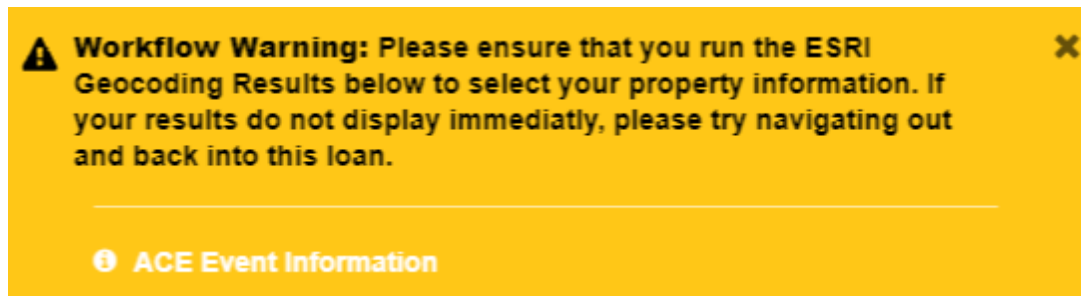 Workflow Warning: Please ensure that you run the ESRI
Geocoding Results below to select your property information. If
your results do not display immediatly, please try navigating out
and back into this loan.
ACE Event Information